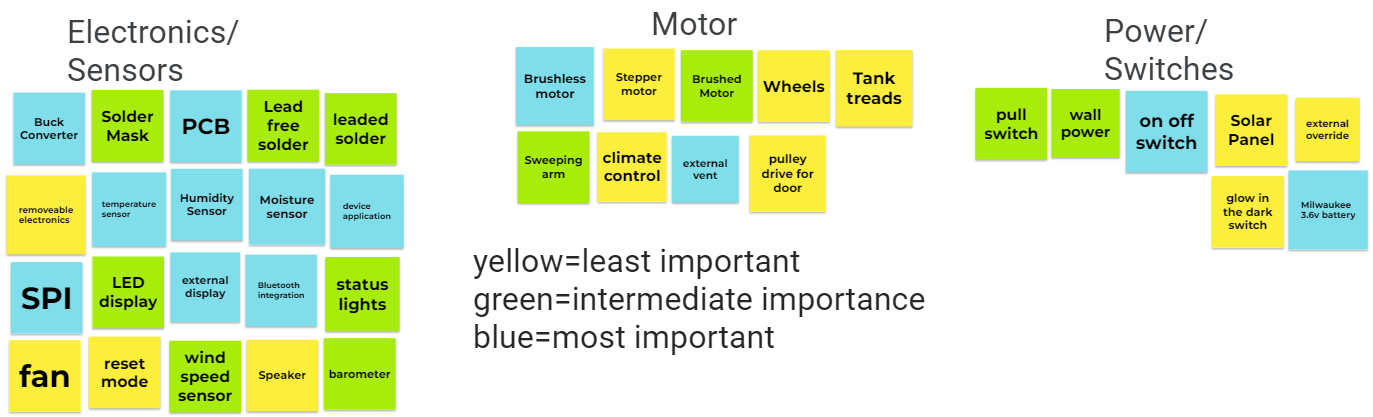 Electronics/
Sensors
Buck
Converter
Solder
Mask
PCB
Lead
free
solder
leaded
solder
removeable
electronics
temperature
sensor
Humidity
Sensor
Moisture
sensor
device
application
SPI
LED
display
external
display
Bluetooth
integration
status
lights
fan
reset
mode
wind
speed
sensor
Speaker
barometer
Motor
Brushless
motor
Stepper
motor
Brushed
Motor
Wheels
Tank
treads
Sweeping
arm
climate
control
external
vent
pulley
drive for
door
yellow=least important
green=intermediate importance
blue=most important
Power/
Switches
pull
switch
wall
power
on off
switch
Solar
Panel
external
override
glow in
the dark
switch
Milwaukee
3.6v battery